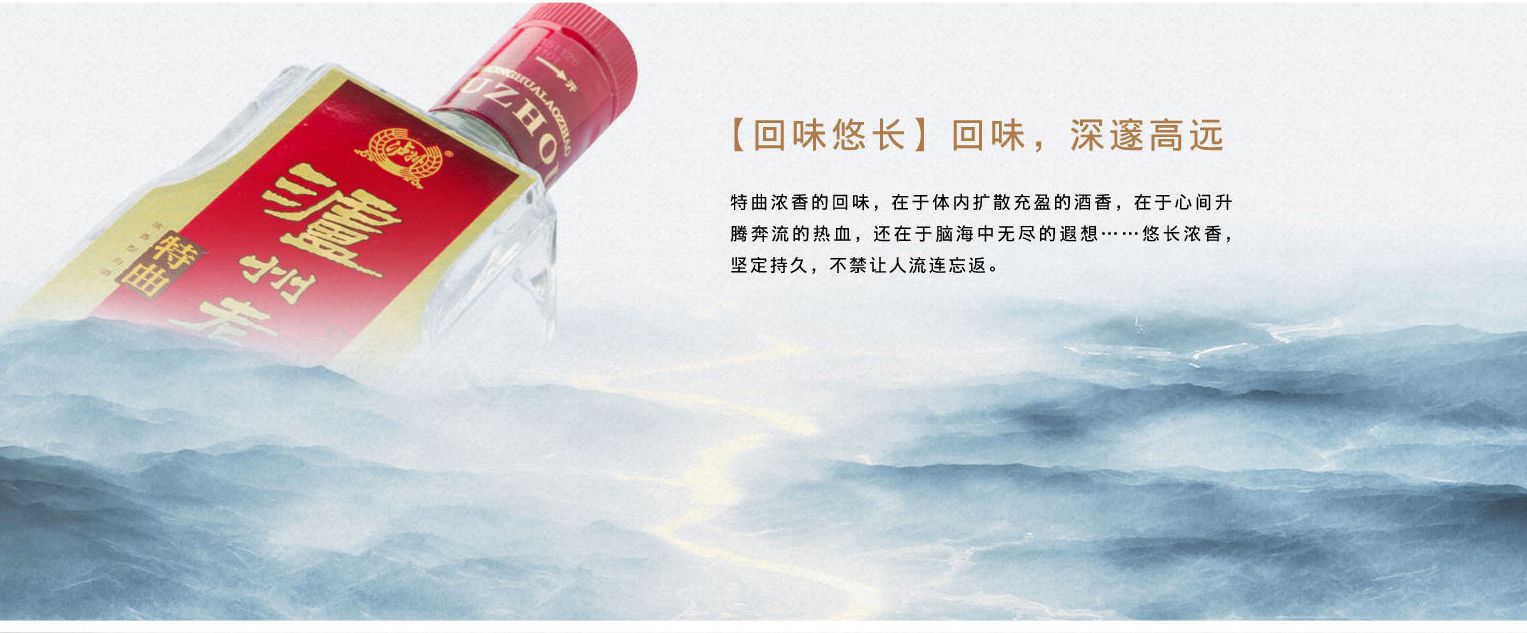 【回味悠长】回味，深邃高远
特曲浓香的回味，在于体内扩散充盈的酒香，在于心间升
腾奔流的热血，还在于脑海中无尽的遐想……悠长浓香，
坚定持久，不禁让人流连忘返。
泸州
瀘
州
老
特曲